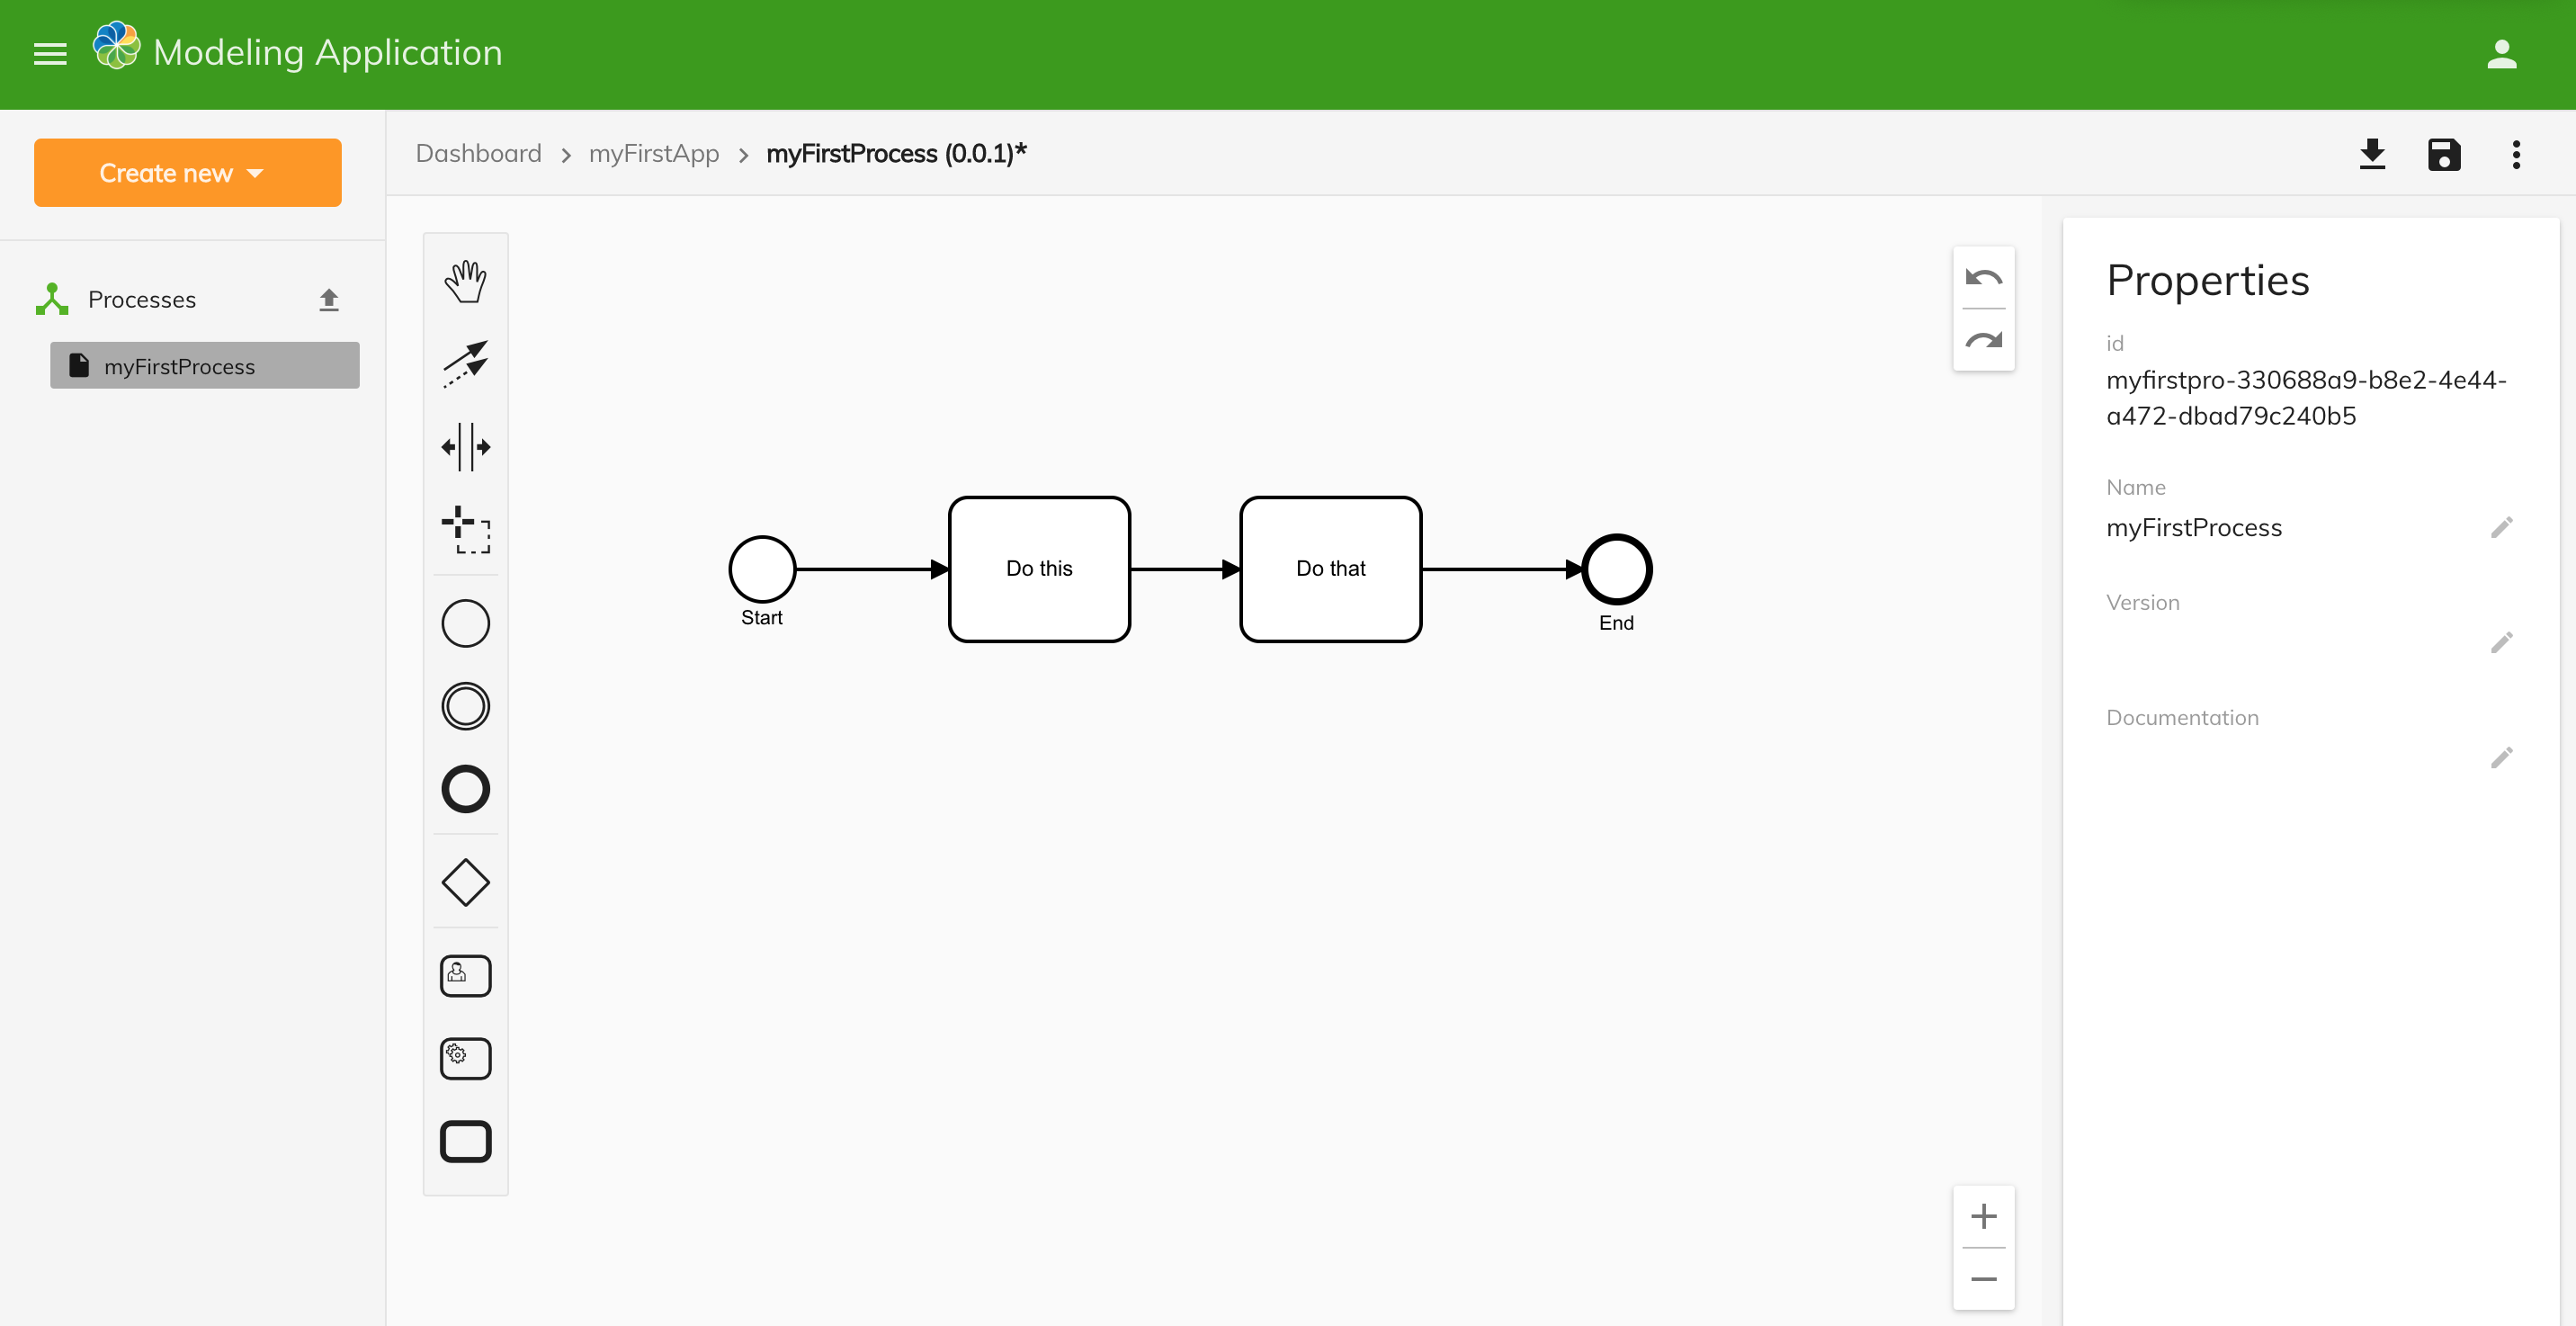 Modeling Application
Create new
Dashboard > myFirstApp > myFirstProcess (0.0.1)*
Processes
myFirstProcess
Do this
Do that
Start
End
Properties
id
myfirstpro-330688a9-b8e2-4e44-
a472-dbad79c240b5
Name
myFirstProcess
Version
Documentation